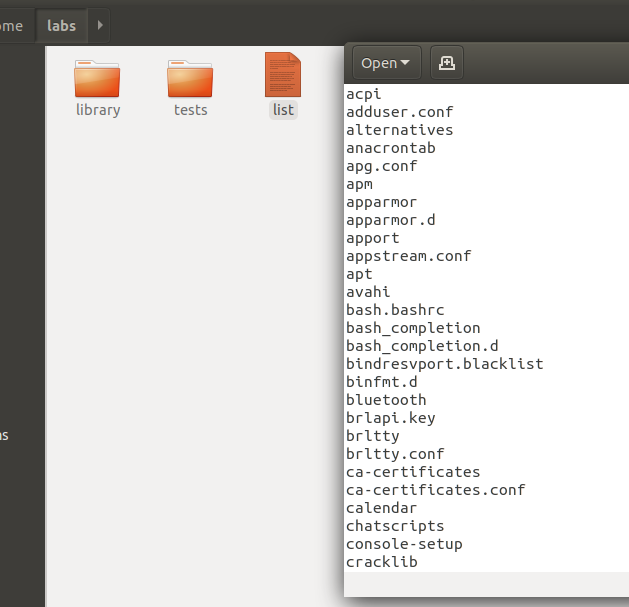 ome labs
library tests list
ns
Open
acpi
adduser.conf
alternatives
anacrontab
apg.conf
apm
apparmor
apparmor.d
apport
appstream.conf
apt
avahi
bash.bashrc
bash_completion
bash_completion.d
bindresvport.blacklist
binfmt.d
bluetooth
brlapi.key
brltty
brltty.conf
ca-certificates
ca-certificates.conf
calendar
chatscripts
console-setup
cracklib